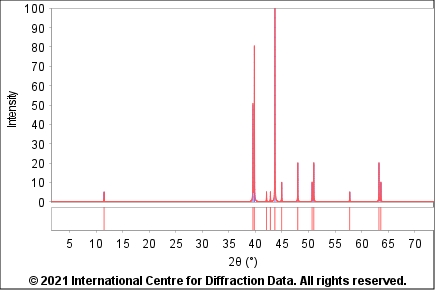 100
90
80
70
60
50
40
30
20
10
0
Intensity
5 10 15 20 25 30 35 40 45 50 55 60 65 70
2θ (°)
© 2021 International Centre for Diffraction Data. All rights reserved.